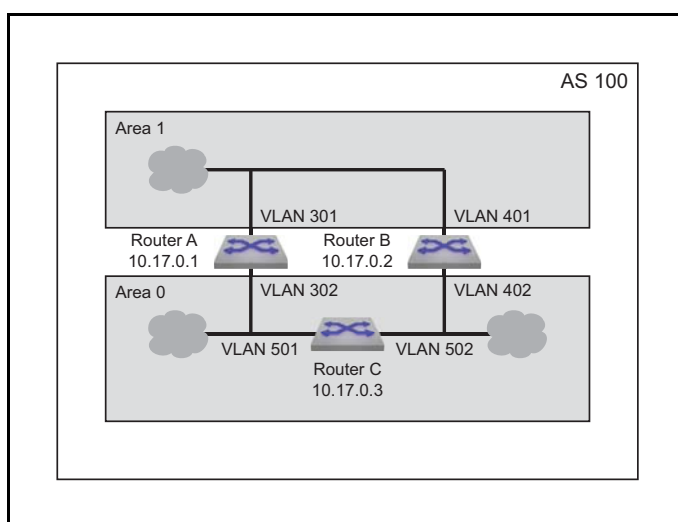 AS 100
Area 1
VLAN 301
VLAN 401
Router A
10.17.0.1
Router B
10.17.0.2
Area 0
VLAN 302
VLAN 402
VLAN 501
VLAN 502
Router C
10.17.0.3